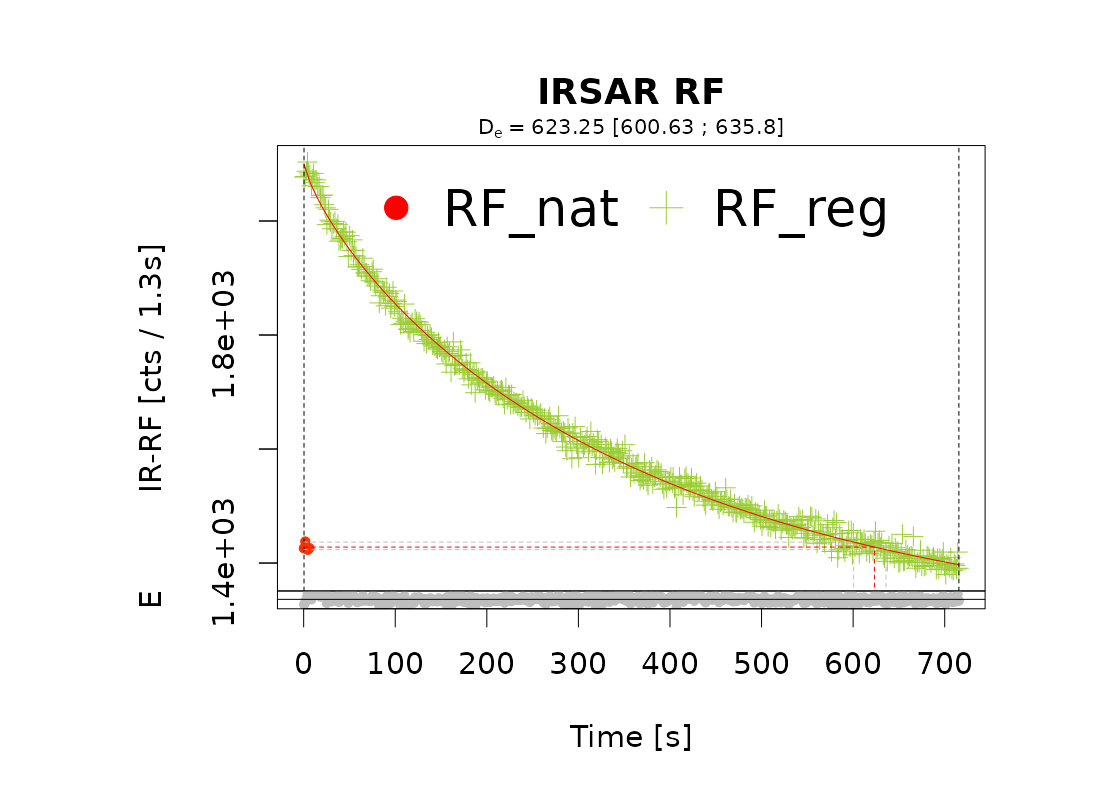 IRSAR RF
Dₑ = 623.25 [600.63 ; 635.8]
RF_nat RF_reg
IR-RF [cts / 1.3s]
1.8e+03
1.4e+03
E
0 100 200 300 400 500 600 700
Time [s]